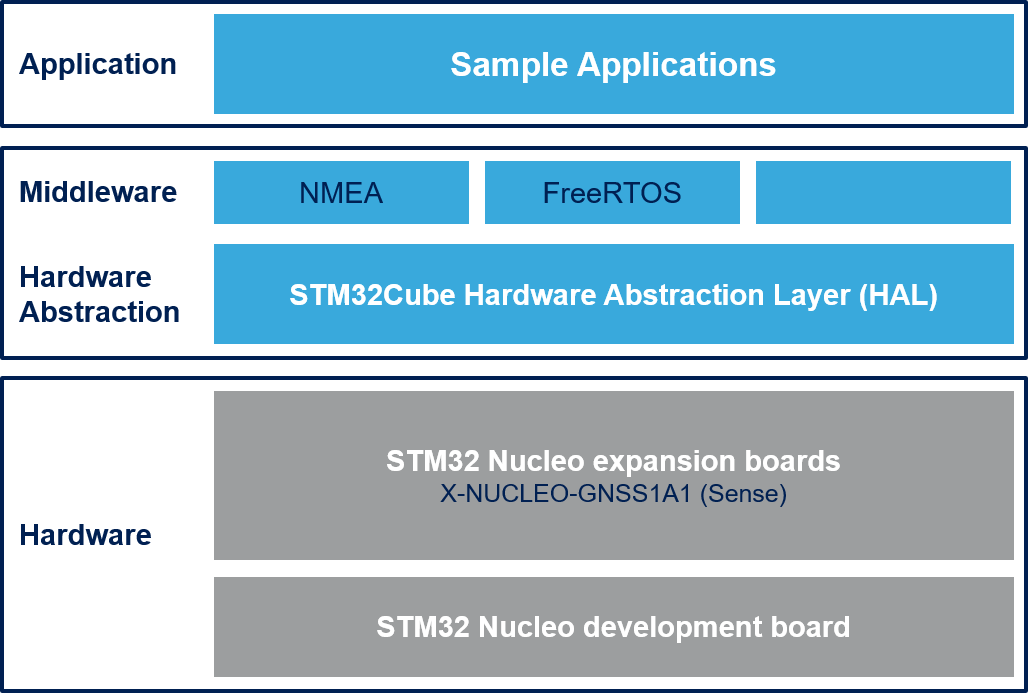 Application
Sample Applications
Middleware
NMEA
FreeRTOS
Hardware
Abstraction
STM32Cube Hardware Abstraction Layer (HAL)
Hardware
STM32 Nucleo expansion boards
X-NUCLEO-GNSS1A1 (Sense)
STM32 Nucleo development board